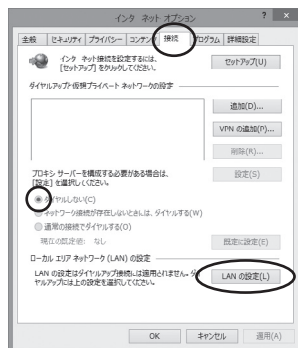 インターネット オプション
?
×
全般 セキュリティ プライバシー コンテンツ 接続 プログラム 詳細設定
インターネット接続を設定するには、
[セットアップ] をクリックしてください。
セットアップ(U)
ダイヤルアップと仮想プライベート ネットワークの設定
追加(D)...
VPN の追加(P)...
削除(R)...
プロキシ サーバーを構成する必要がある場合は、
[設定] を選択してください。
設定(S)
ダイヤルしない(C)
ネットワーク接続が存在しないときには、ダイヤルする(W)
通常の接続でダイヤルする(O)
現在の既定値: なし
既定に設定(E)
ローカル エリア ネットワーク (LAN) の設定
LAN の設定はダイヤルアップ接続には適用されません。ダイ
ヤルアップには上の設定を選択してください。
LAN の設定(L)
OK キャンセル 適用(A)